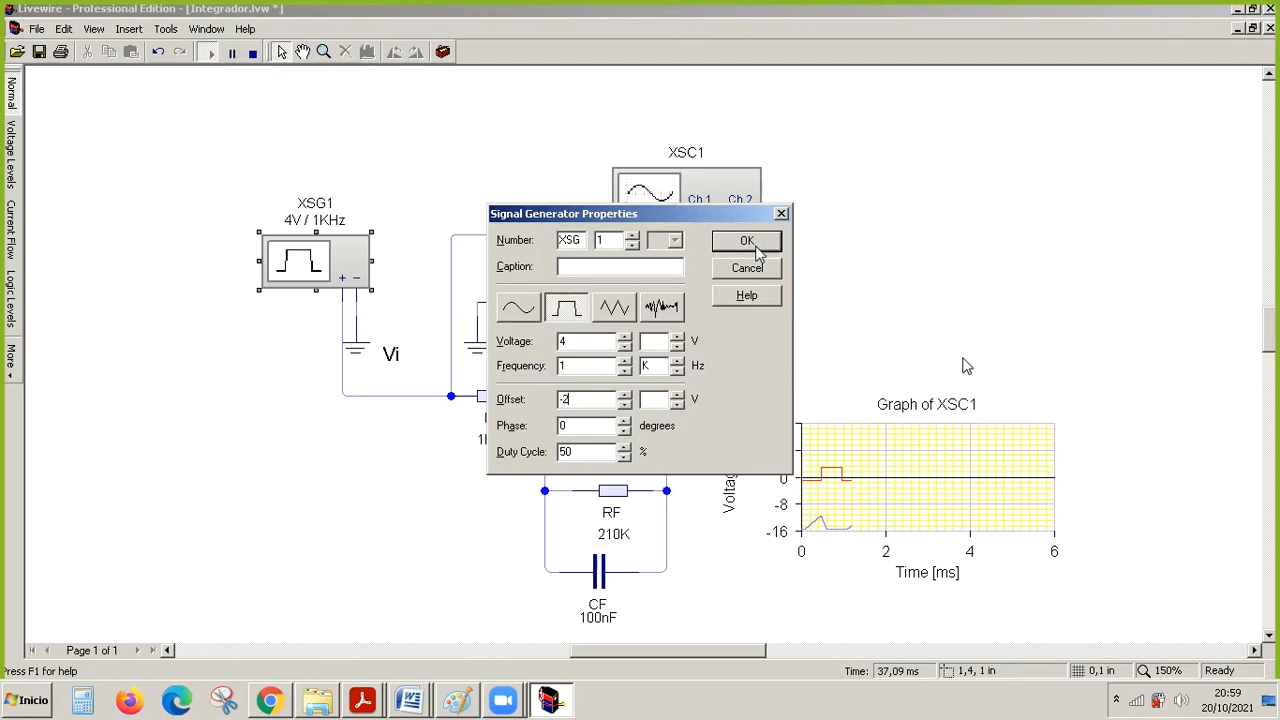 Livewire - Professional Edition - [Integrador.lvw *]
File Edit View Insert Tools Window Help
Normal
Voltage Levels
Current Flow
Logic Levels
More
XSC1
Ch 1 Ch 2
XSG1
4V / 1KHz
+ −
Vi
Signal Generator Properties
Number: XSG 1
OK
Caption:
Cancel
Help
Voltage: 4 V
Frequency: 1 K Hz
Offset: -2 V
Phase: 0 degrees
Duty Cycle: 50 %
Graph of XSC1
0
-8
-16
0 2 4 6
Time [ms]
RF
210K
CF
100nF
Page 1 of 1
Press F1 for help
Time: 37,09 ms 1,4, 1 in 0,1 in 150% Ready
Inicio
20:59
20/10/2021